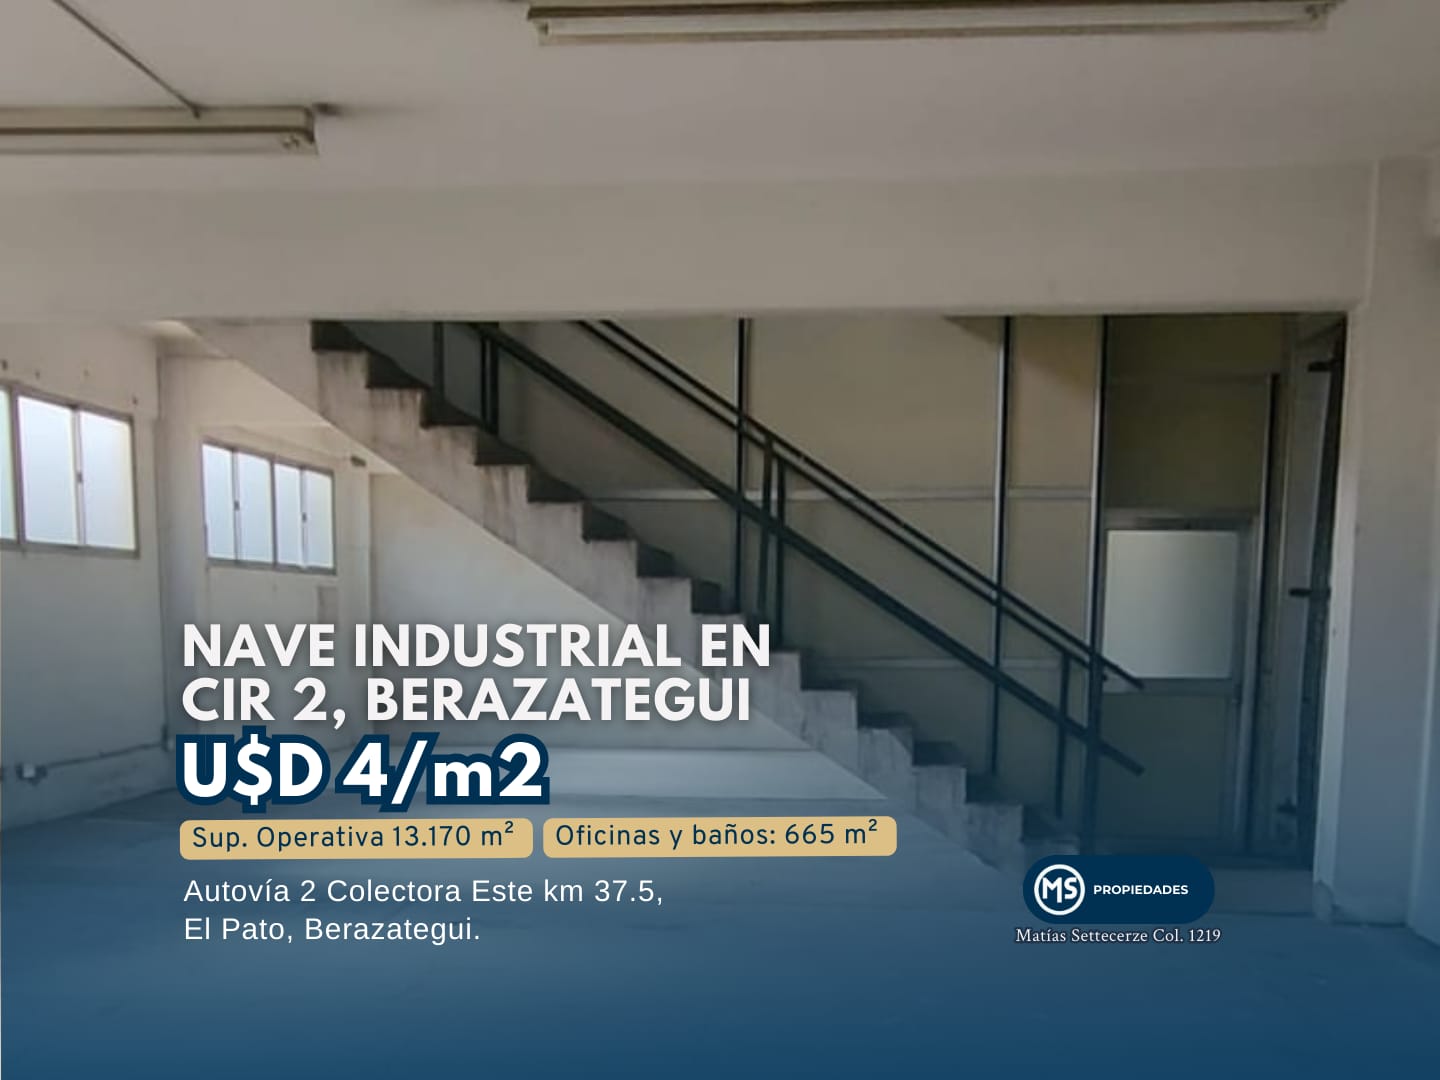 NAVE INDUSTRIAL EN
CIR 2, BERAZATEGUI
U$D 4/m2
Sup. Operativa 13.170 m² Oficinas y baños: 665 m²
Autovía 2 Colectora Este km 37.5,
El Pato, Berazategui.
MS PROPIEDADES
Matías Settecerze Col. 1219